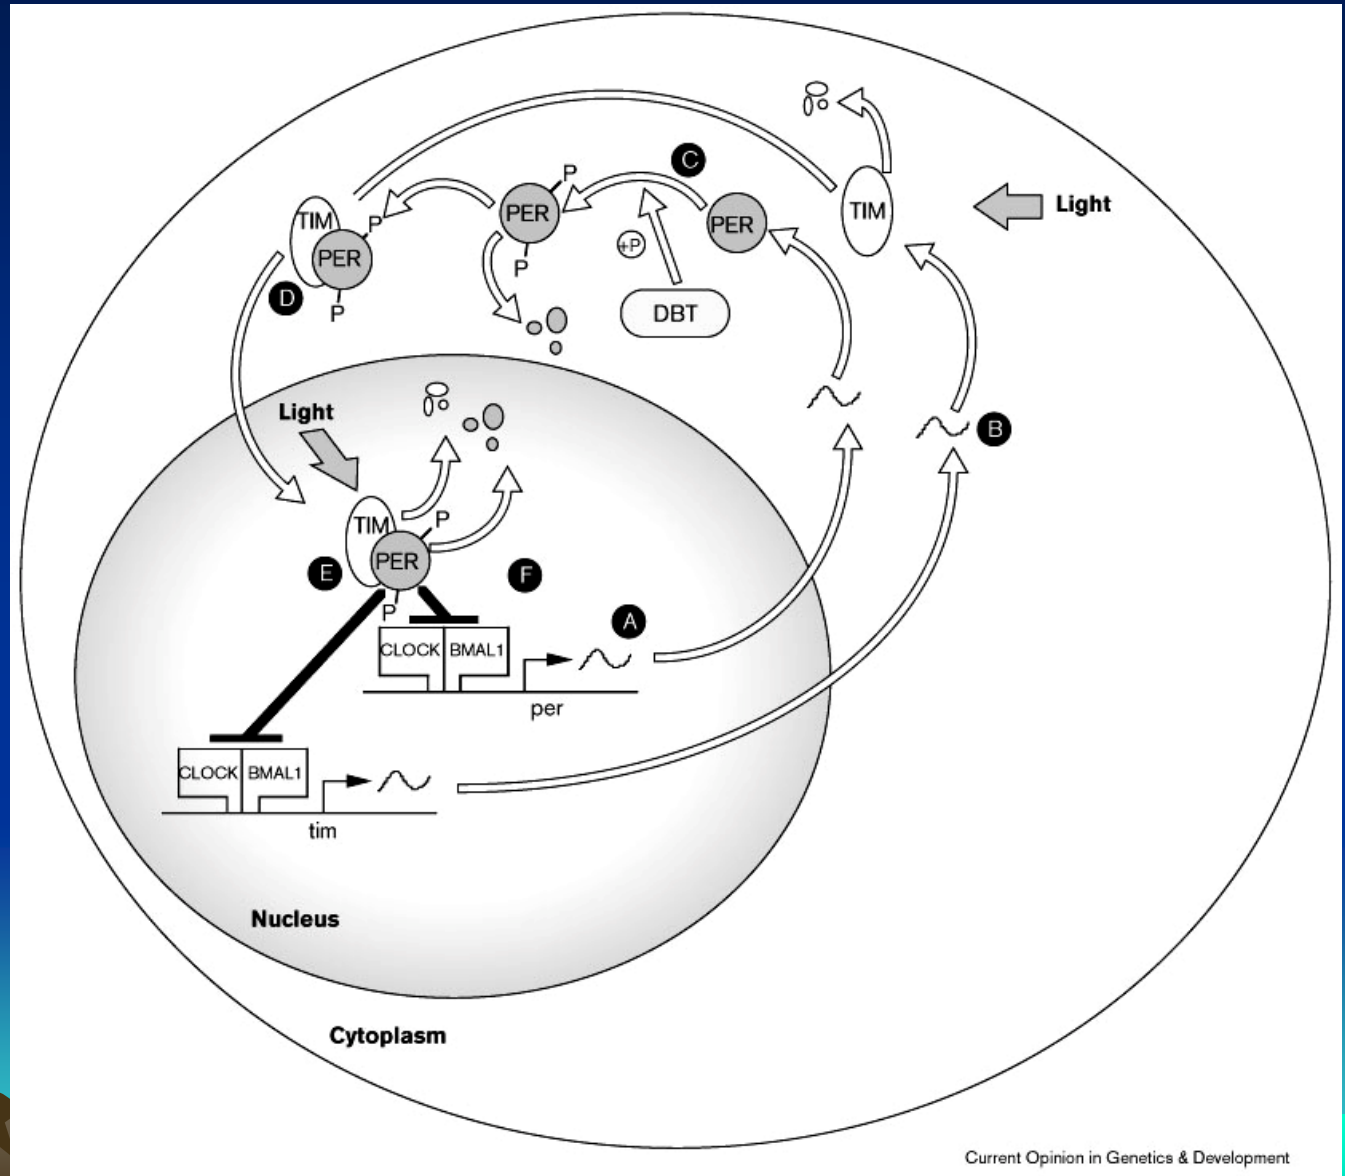 C
P
TIM
P
PER
PER
TIM
Light
PER
+P
P
D
P
DBT
Light
B
TIM
P
PER
E
F
P
A
CLOCK
BMAL1
per
CLOCK
BMAL1
tim
Nucleus
Cytoplasm
Current Opinion in Genetics & Development